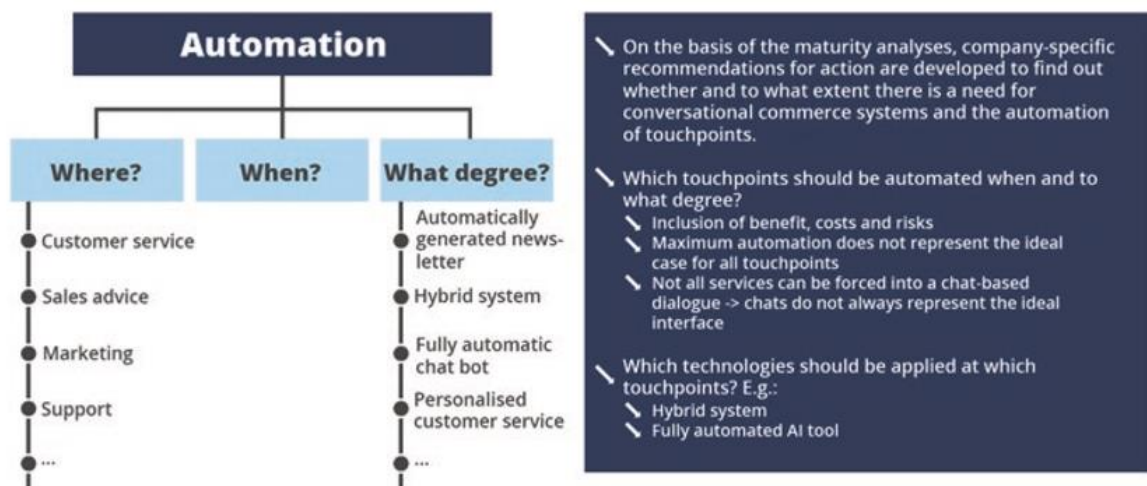 Automation
Where?
When?
What degree?
Customer service
Sales advice
Marketing
Support
...
Automatically
generated news-
letter
Hybrid system
Fully automatic
chat bot
Personalised
customer service
...
On the basis of the maturity analyses, company-specific
recommendations for action are developed to find out
whether and to what extent there is a need for
conversational commerce systems and the automation
of touchpoints.
Which touchpoints should be automated when and to
what degree?
Inclusion of benefit, costs and risks
Maximum automation does not represent the ideal
case for all touchpoints
Not all services can be forced into a chat-based
dialogue -> chats do not always represent the ideal
interface
Which technologies should be applied at which
touchpoints? E.g.:
Hybrid system
Fully automated AI tool